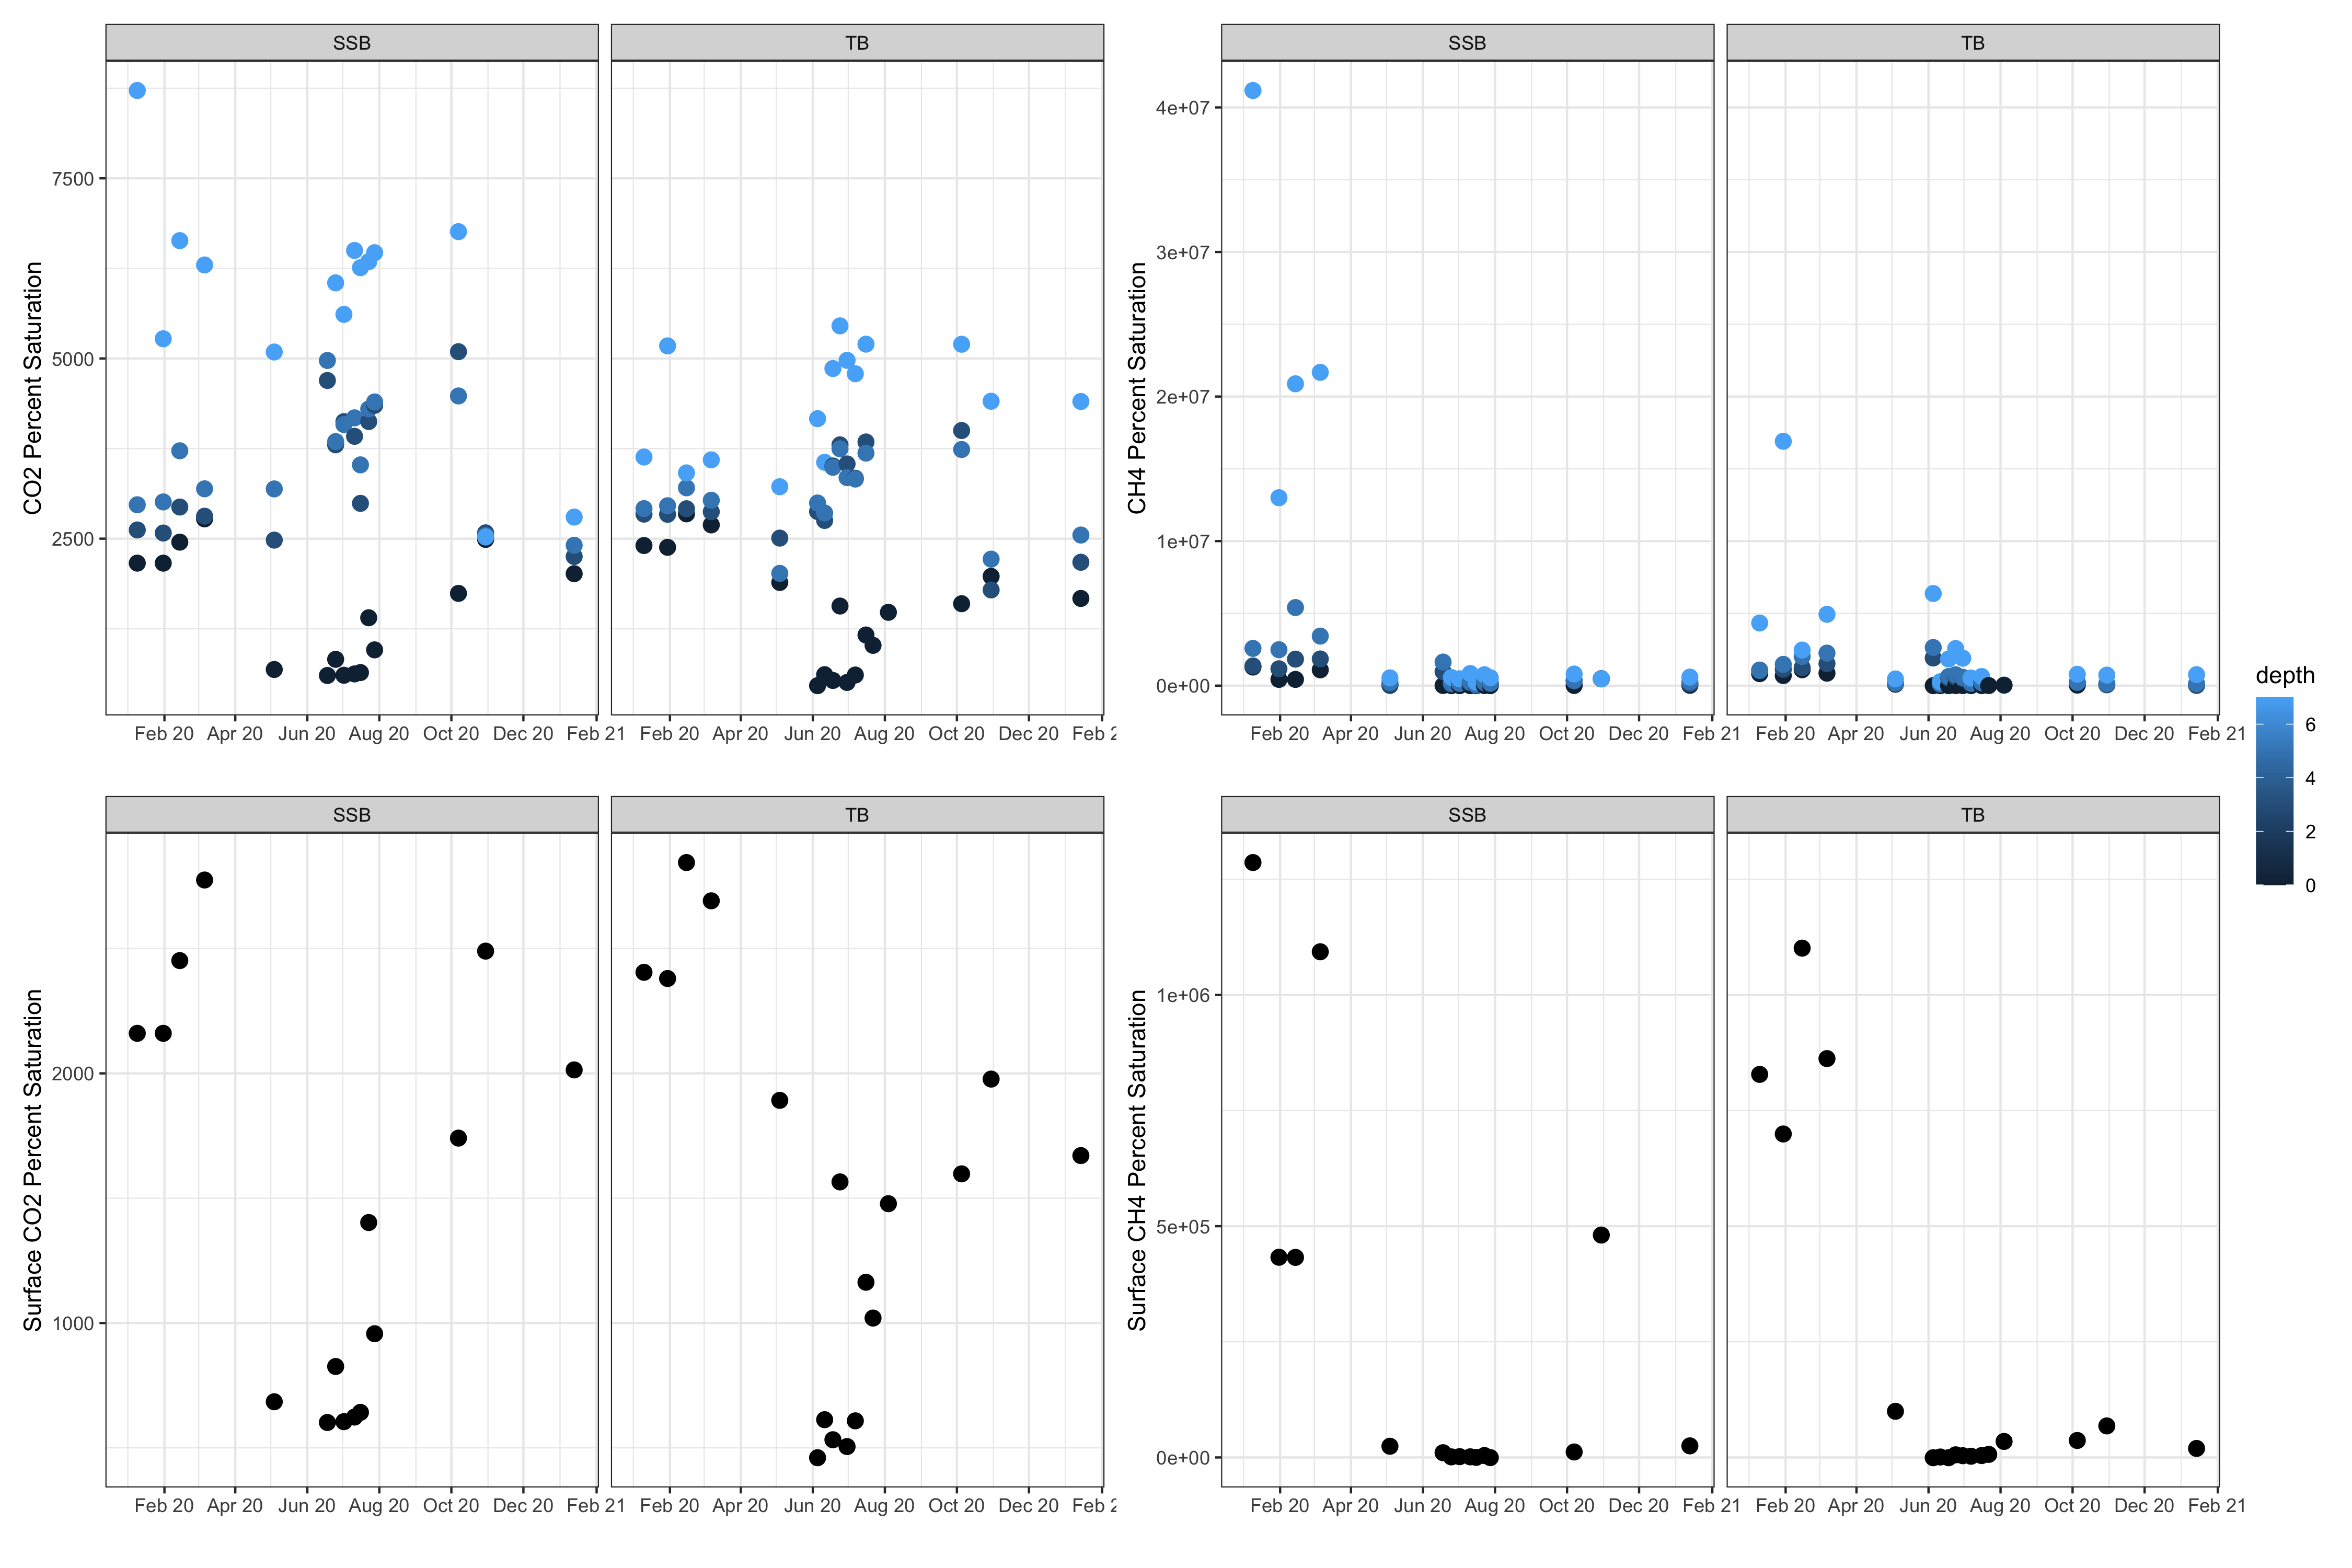 SSB
TB
CO2 Percent Saturation
7500
5000
2500
Feb 20 Apr 20 Jun 20 Aug 20 Oct 20 Dec 20 Feb 21
Feb 20 Apr 20 Jun 20 Aug 20 Oct 20 Dec 20 Feb 2
SSB
TB
CH4 Percent Saturation
4e+07
3e+07
2e+07
1e+07
0e+00
Feb 20 Apr 20 Jun 20 Aug 20 Oct 20 Dec 20 Feb 21
Feb 20 Apr 20 Jun 20 Aug 20 Oct 20 Dec 20 Feb 21
depth
6
4
2
0
SSB
TB
Surface CO2 Percent Saturation
2000
1000
Feb 20 Apr 20 Jun 20 Aug 20 Oct 20 Dec 20 Feb 21
Feb 20 Apr 20 Jun 20 Aug 20 Oct 20 Dec 20 Feb 2
SSB
TB
Surface CH4 Percent Saturation
1e+06
5e+05
0e+00
Feb 20 Apr 20 Jun 20 Aug 20 Oct 20 Dec 20 Feb 21
Feb 20 Apr 20 Jun 20 Aug 20 Oct 20 Dec 20 Feb 21